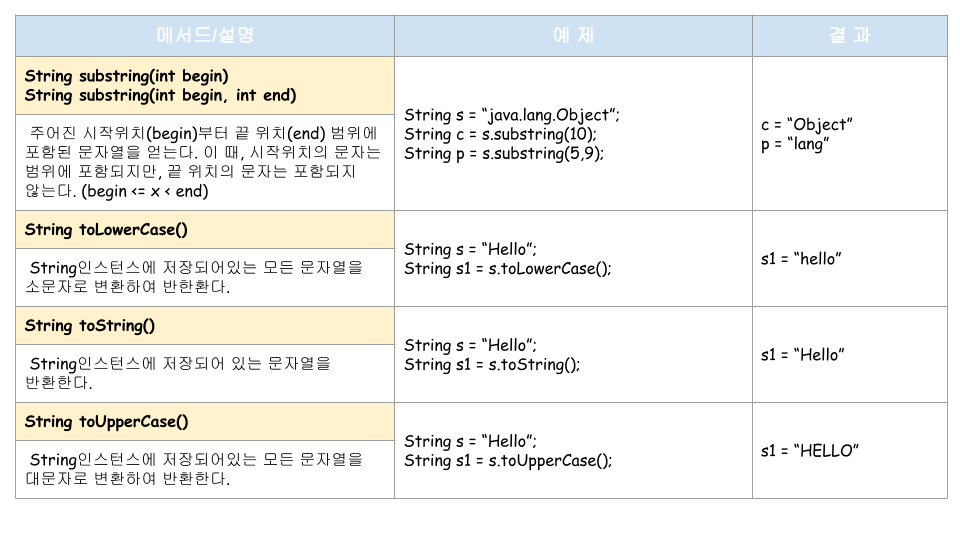 메서드/설명
예 제
결 과
String substring(int begin)
String substring(int begin, int end)
주어진 시작위치(begin)부터 끝 위치(end) 범위에
포함된 문자열을 얻는다. 이 때, 시작위치의 문자는
범위에 포함되지만, 끝 위치의 문자는 포함되지
않는다. (begin <= x < end)
String s = “java.lang.Object”;
String c = s.substring(10);
String p = s.substring(5,9);
c = “Object”
p = “lang”
String toLowerCase()
String인스턴스에 저장되어있는 모든 문자열을
소문자로 변환하여 반한환다.
String s = “Hello”;
String s1 = s.toLowerCase();
s1 = “hello”
String toString()
String인스턴스에 저장되어 있는 문자열을
반환한다.
String s = “Hello”;
String s1 = s.toString();
s1 = “Hello”
String toUpperCase()
String인스턴스에 저장되어있는 모든 문자열을
대문자로 변환하여 반환한다.
String s = “Hello”;
String s1 = s.toUpperCase();
s1 = “HELLO”